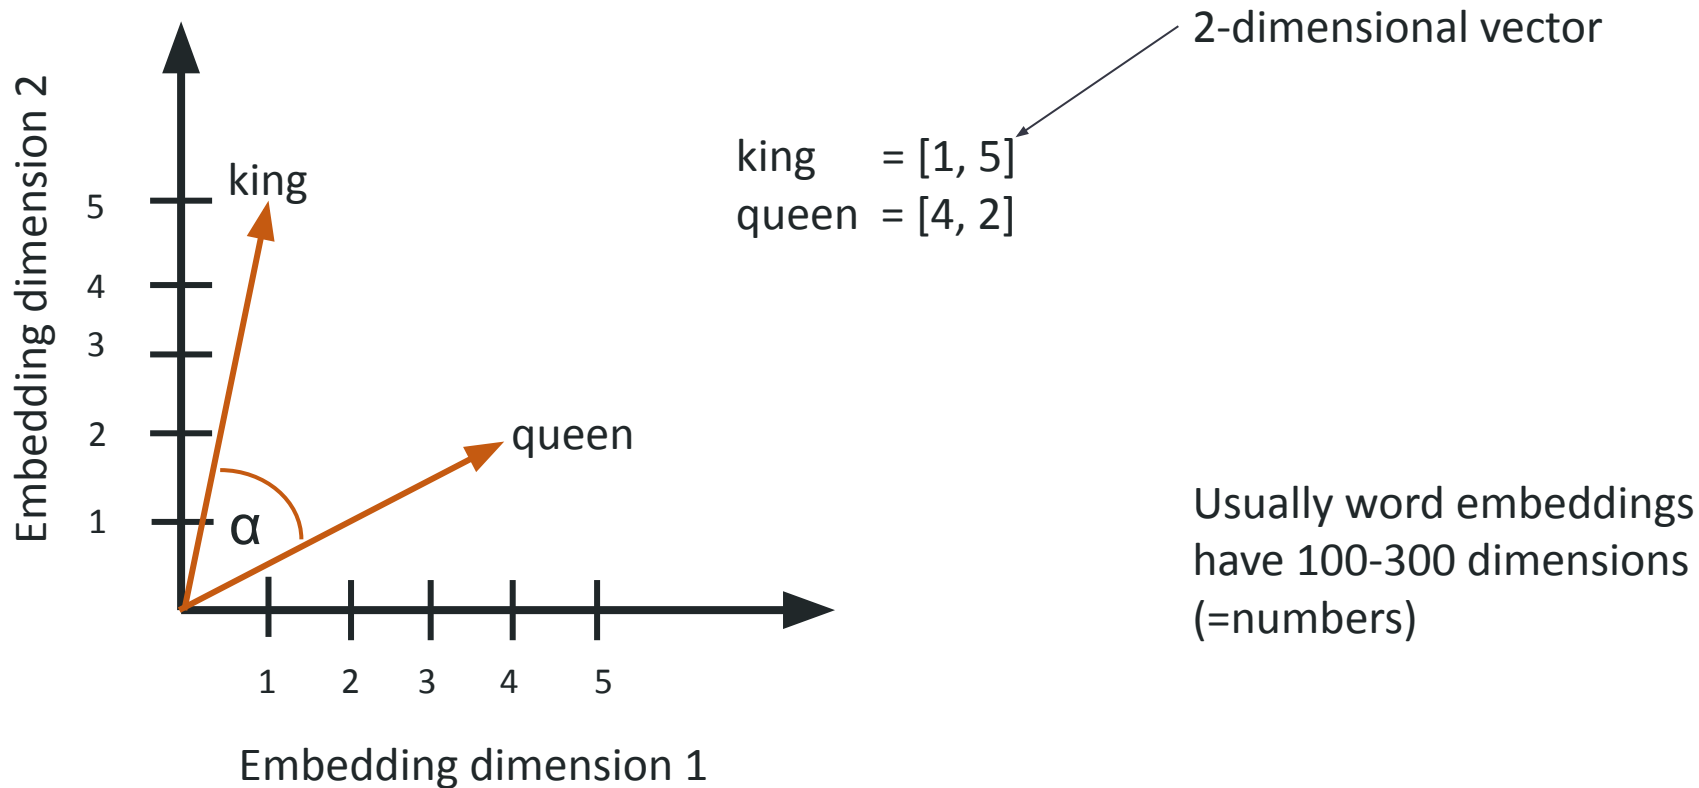 2-dimensional vector
king = [1, 5]
queen = [4, 2]
Embedding dimension 2
5
4
3
2
1
king
queen
α
1 2 3 4 5
Embedding dimension 1
Usually word embeddings
have 100-300 dimensions
(=numbers)